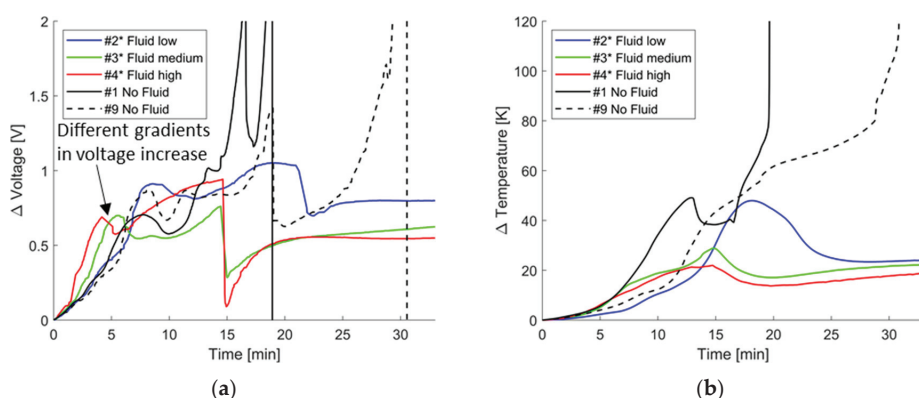 2
1.5
1
0.5
0
0 5 10 15 20 25 30
Δ Voltage [V]
Time [min]
#2* Fluid low
#3* Fluid medium
#4* Fluid high
#1 No Fluid
#9 No Fluid
Different gradients
in voltage increase
(a)
120
100
80
60
40
20
0
0 5 10 15 20 25 30
Δ Temperature [K]
Time [min]
#2* Fluid low
#3* Fluid medium
#4* Fluid high
#1 No Fluid
#9 No Fluid
(b)